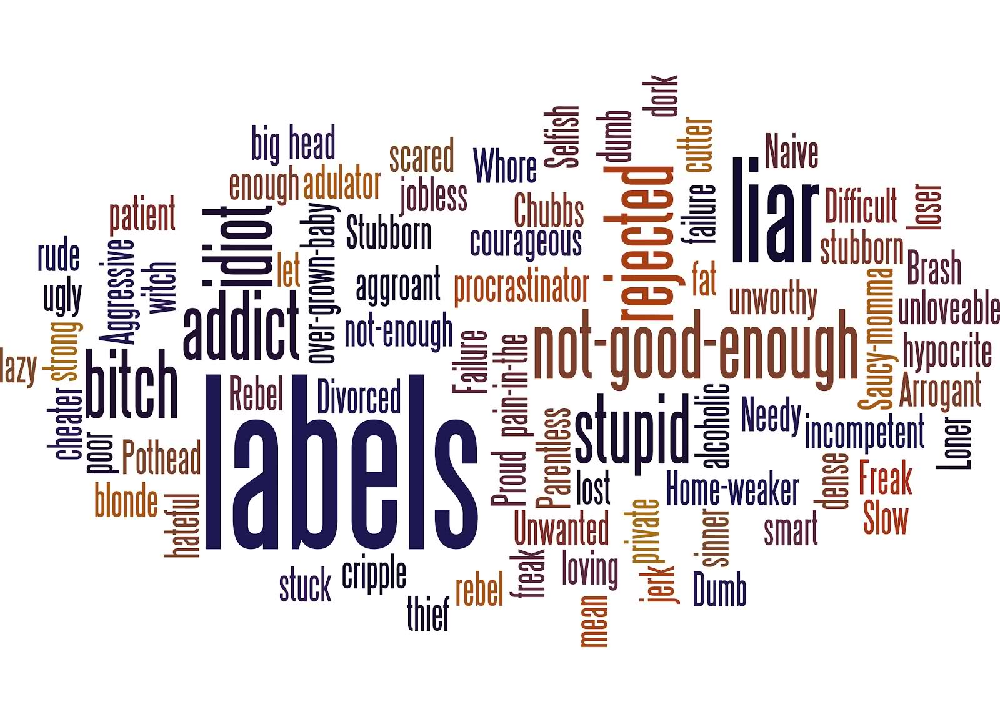 dork
Selfish
dumb
cutter
big head
scared
Whore
Naive
enough
adulator
jobless
rejected
failure
liar
Difficult
loser
patient
idiot
over-grown-baby
Stubborn
Chubbs
courageous
stubborn
rude
Aggressive
witch
let
aggroant
procrastinator
fat
unworthy
Saucy-momma
Brash
ugly
addict
unloveable
strong
not-enough
Failure
pain-in-the
not-good-enough
hypocrite
lazy
bitch
Rebel
Divorced
Arrogant
cheater
labels
Parentless
stupid
alcoholic
Needy
incompetent
Loner
poor
Pothead
Proud
lost
Home-weaker
dense
Freak
blonde
hateful
Unwanted
private
sinner
smart
Slow
stuck
cripple
rebel
freak
loving
jerk
Dumb
thief
mean